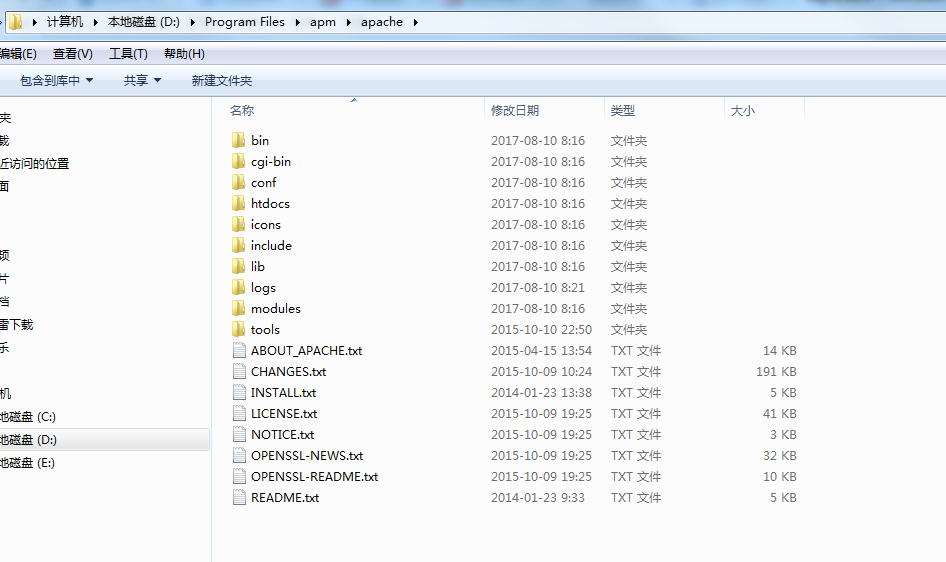 计算机 本地磁盘 (D:) Program Files apm apache
编辑(E) 查看(V) 工具(T) 帮助(H)
包含到库中 共享 新建文件夹
名称 修改日期 类型 大小
夹
载
近访问的位置
面
频
片
档
雷下载
乐
机
地磁盘 (C:)
地磁盘 (D:)
地磁盘 (E:)
bin 2017-08-10 8:16 文件夹
cgi-bin 2017-08-10 8:16 文件夹
conf 2017-08-10 8:16 文件夹
htdocs 2017-08-10 8:16 文件夹
icons 2017-08-10 8:16 文件夹
include 2017-08-10 8:16 文件夹
lib 2017-08-10 8:16 文件夹
logs 2017-08-10 8:21 文件夹
modules 2017-08-10 8:16 文件夹
tools 2015-10-10 22:50 文件夹
ABOUT_APACHE.txt 2015-04-15 13:54 TXT 文件 14 KB
CHANGES.txt 2015-10-09 10:24 TXT 文件 191 KB
INSTALL.txt 2014-01-23 13:38 TXT 文件 5 KB
LICENSE.txt 2015-10-09 19:25 TXT 文件 41 KB
NOTICE.txt 2015-10-09 19:25 TXT 文件 3 KB
OPENSSL-NEWS.txt 2015-10-09 19:25 TXT 文件 32 KB
OPENSSL-README.txt 2015-10-09 19:25 TXT 文件 10 KB
README.txt 2014-01-23 9:33 TXT 文件 5 KB